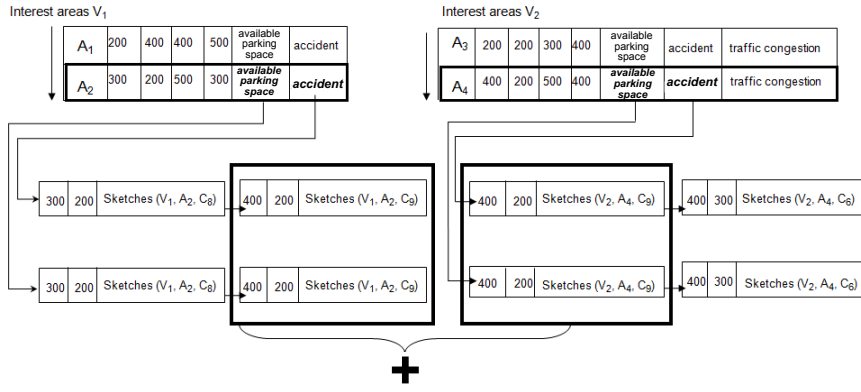 Interest areas V1
Interest areas V2
A1 200 400 400 500 available parking space accident
A2 300 200 500 300 available parking space accident
A3 200 200 300 400 available parking space accident traffic congestion
A4 400 200 500 400 available parking space accident traffic congestion
300 200 Sketches (V1, A2, C8) 400 200 Sketches (V1, A2, C9) 400 200 Sketches (V2, A4, C9) 400 300 Sketches (V2, A4, C6)
300 200 Sketches (V1, A2, C8) 400 200 Sketches (V1, A2, C9) 400 200 Sketches (V2, A4, C9) 400 300 Sketches (V2, A4, C6)
+